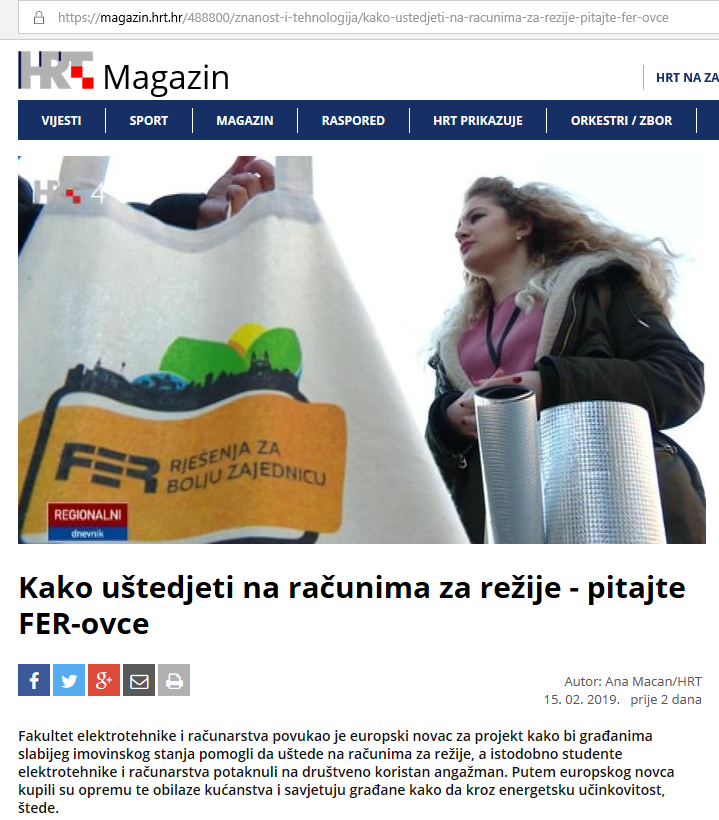 https://magazin.hrt.hr/488800/znanost-i-tehnologija/kako-ustedjeti-na-racunima-za-rezije-pitajte-fer-ovce
HRT Magazin
HRT NA ZA
VIJESTI
SPORT
MAGAZIN
RASPORED
HRT PRIKAZUJE
ORKESTRI / ZBOR
HRT 4
FER RJEŠENJA ZA
BOLJU ZAJEDNICU
REGIONALNI
dnevnik
Kako uštedjeti na računima za režije - pitajte
FER-ovce
Autor: Ana Macan/HRT
15. 02. 2019. prije 2 dana
Fakultet elektrotehnike i računarstva povukao je europski novac za projekt kako bi građanima
slabijeg imovinskog stanja pomogli da uštede na računima za režije, a istodobno studente
elektrotehnike i računarstva potaknuli na društveno koristan angažman. Putem europskog novca
kupili su opremu te obilaze kućanstva i savjetuju građane kako da kroz energetsku učinkovitost,
štede.